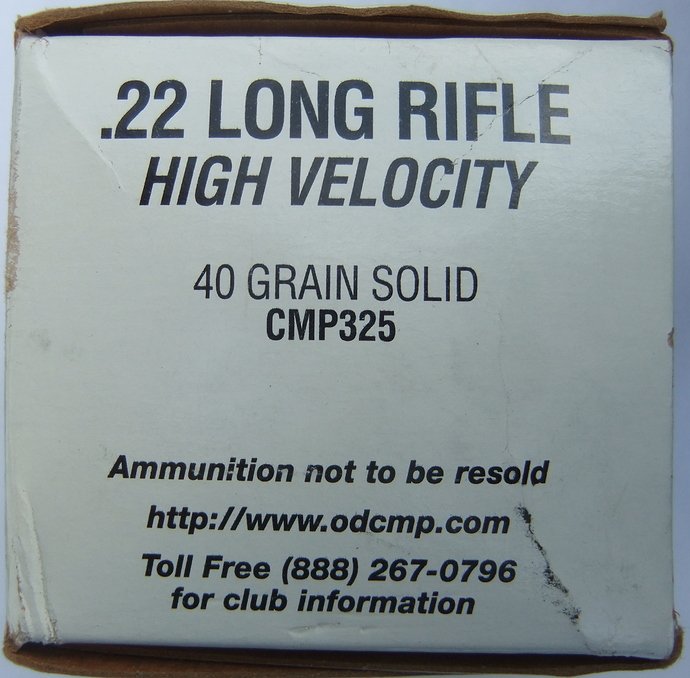 .22 LONG RIFLE
HIGH VELOCITY
40 GRAIN SOLID
CMP325
Ammunition not to be resold
http://www.odcmp.com
Toll Free (888) 267-0796
for club information